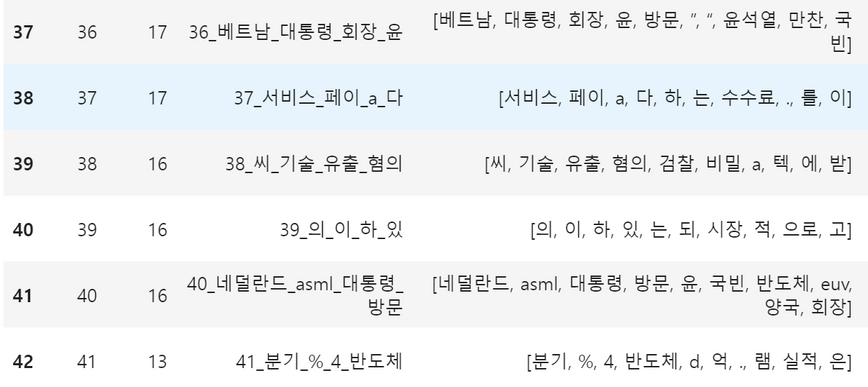 37 36 17 36_베트남_대통령_회장_윤 [베트남, 대통령, 회장, 윤, 방문, ”, “, 윤석열, 만찬, 국
빈]
38 37 17 37_서비스_페이_a_다 [서비스, 페이, a, 다, 하, 는, 수수료, ., 를, 이]
39 38 16 38_씨_기술_유출_혐의 [씨, 기술, 유출, 혐의, 검찰, 비밀, a, 텍, 에, 반]
40 39 16 39_의_이_하_있 [의, 이, 하, 있, 는, 되, 시장, 적, 으로, 고]
41 40 16 40_네덜란드_asml_대통령_
방문 [네덜란드, asml, 대통령, 방문, 윤, 국빈, 반도체, euv,
양국, 회장]
42 41 13 41_분기_%_4_반도체 [분기, %, 4, 반도체, d, 억, ., 램, 실적, 은]